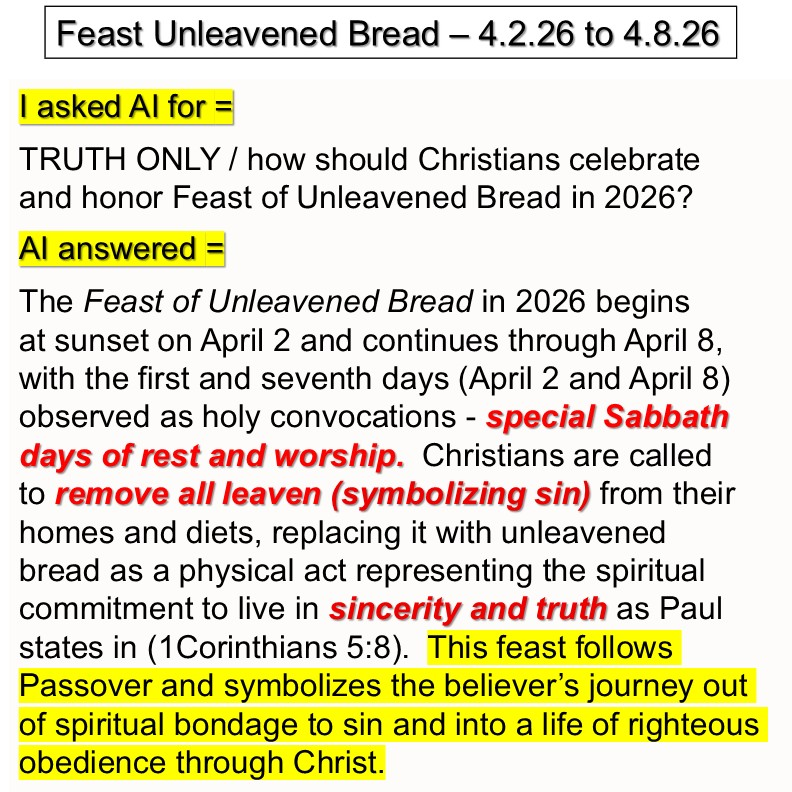 Feast Unleavened Bread – 4.2.26 to 4.8.26
I asked AI for =
TRUTH ONLY / how should Christians celebrate
and honor Feast of Unleavened Bread in 2026?
AI answered =
The Feast of Unleavened Bread in 2026 begins
at sunset on April 2 and continues through April 8,
with the first and seventh days (April 2 and April 8)
observed as holy convocations - special Sabbath
days of rest and worship.  Christians are called
to remove all leaven (symbolizing sin) from their
homes and diets, replacing it with unleavened
bread as a physical act representing the spiritual
commitment to live in sincerity and truth as Paul
states in (1Corinthians 5:8).  This feast follows
Passover and symbolizes the believer’s journey out
of spiritual bondage to sin and into a life of righteous
obedience through Christ.